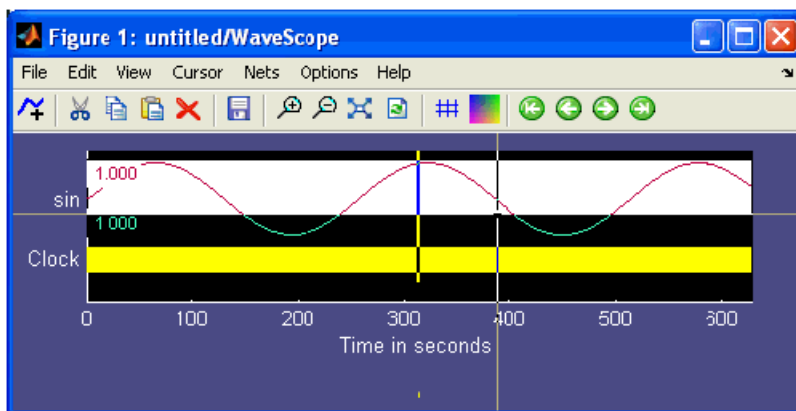 Figure 1: untitled/WaveScope
File Edit View Cursor Nets Options Help
1.000
sin
1 000
Clock
0 100 200 300 400 500 600
Time in seconds